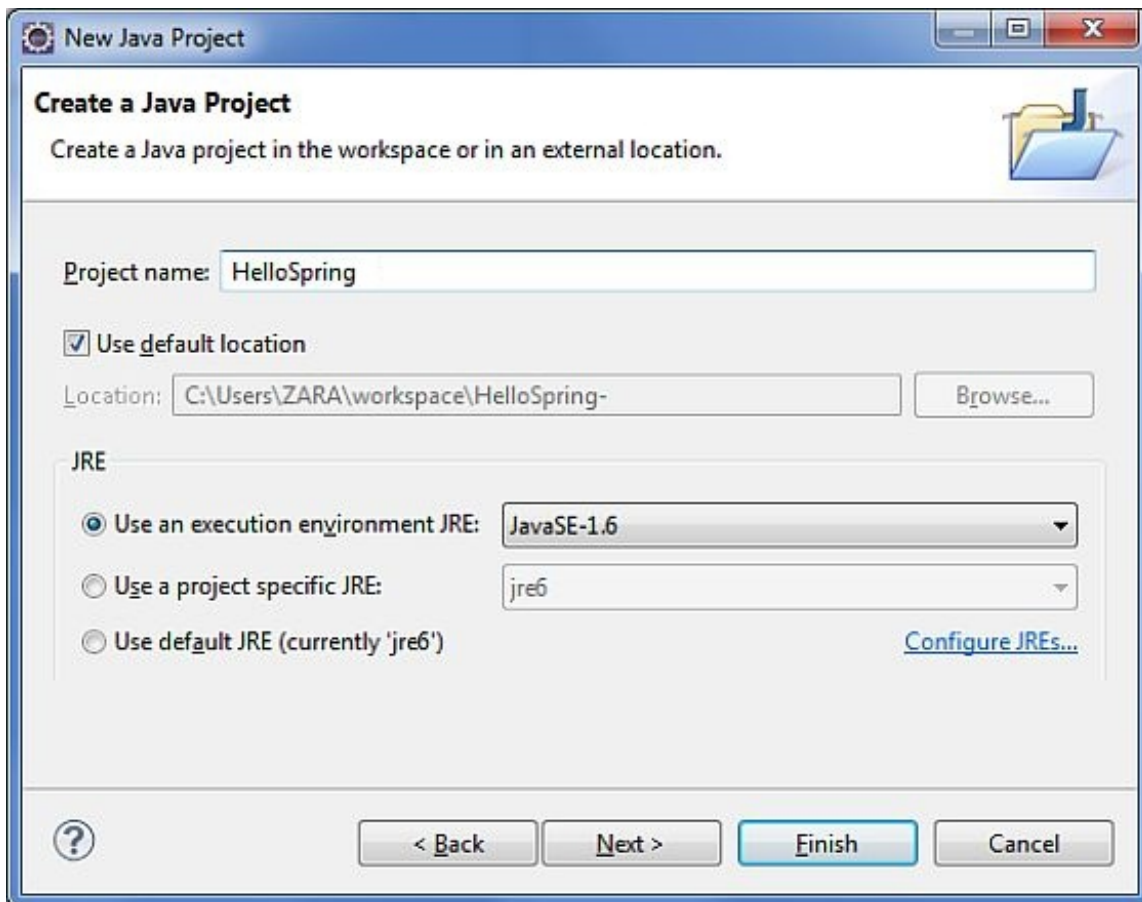 New Java Project
Create a Java Project
Create a Java project in the workspace or in an external location.
Project name: HelloSpring
Use default location
Location: C:\Users\ZARA\workspace\HelloSpring- Browse...
JRE
Use an execution environment JRE: JavaSE-1.6
Use a project specific JRE: jre6
Use default JRE (currently 'jre6') Configure JREs...
? < Back Next > Finish Cancel